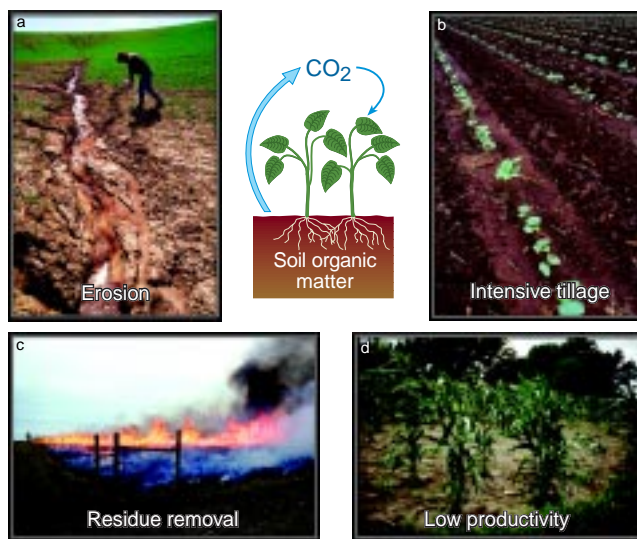 a
b
CO2
Soil organic
matter
Erosion
Intensive tillage
c
d
Residue removal
Low productivity